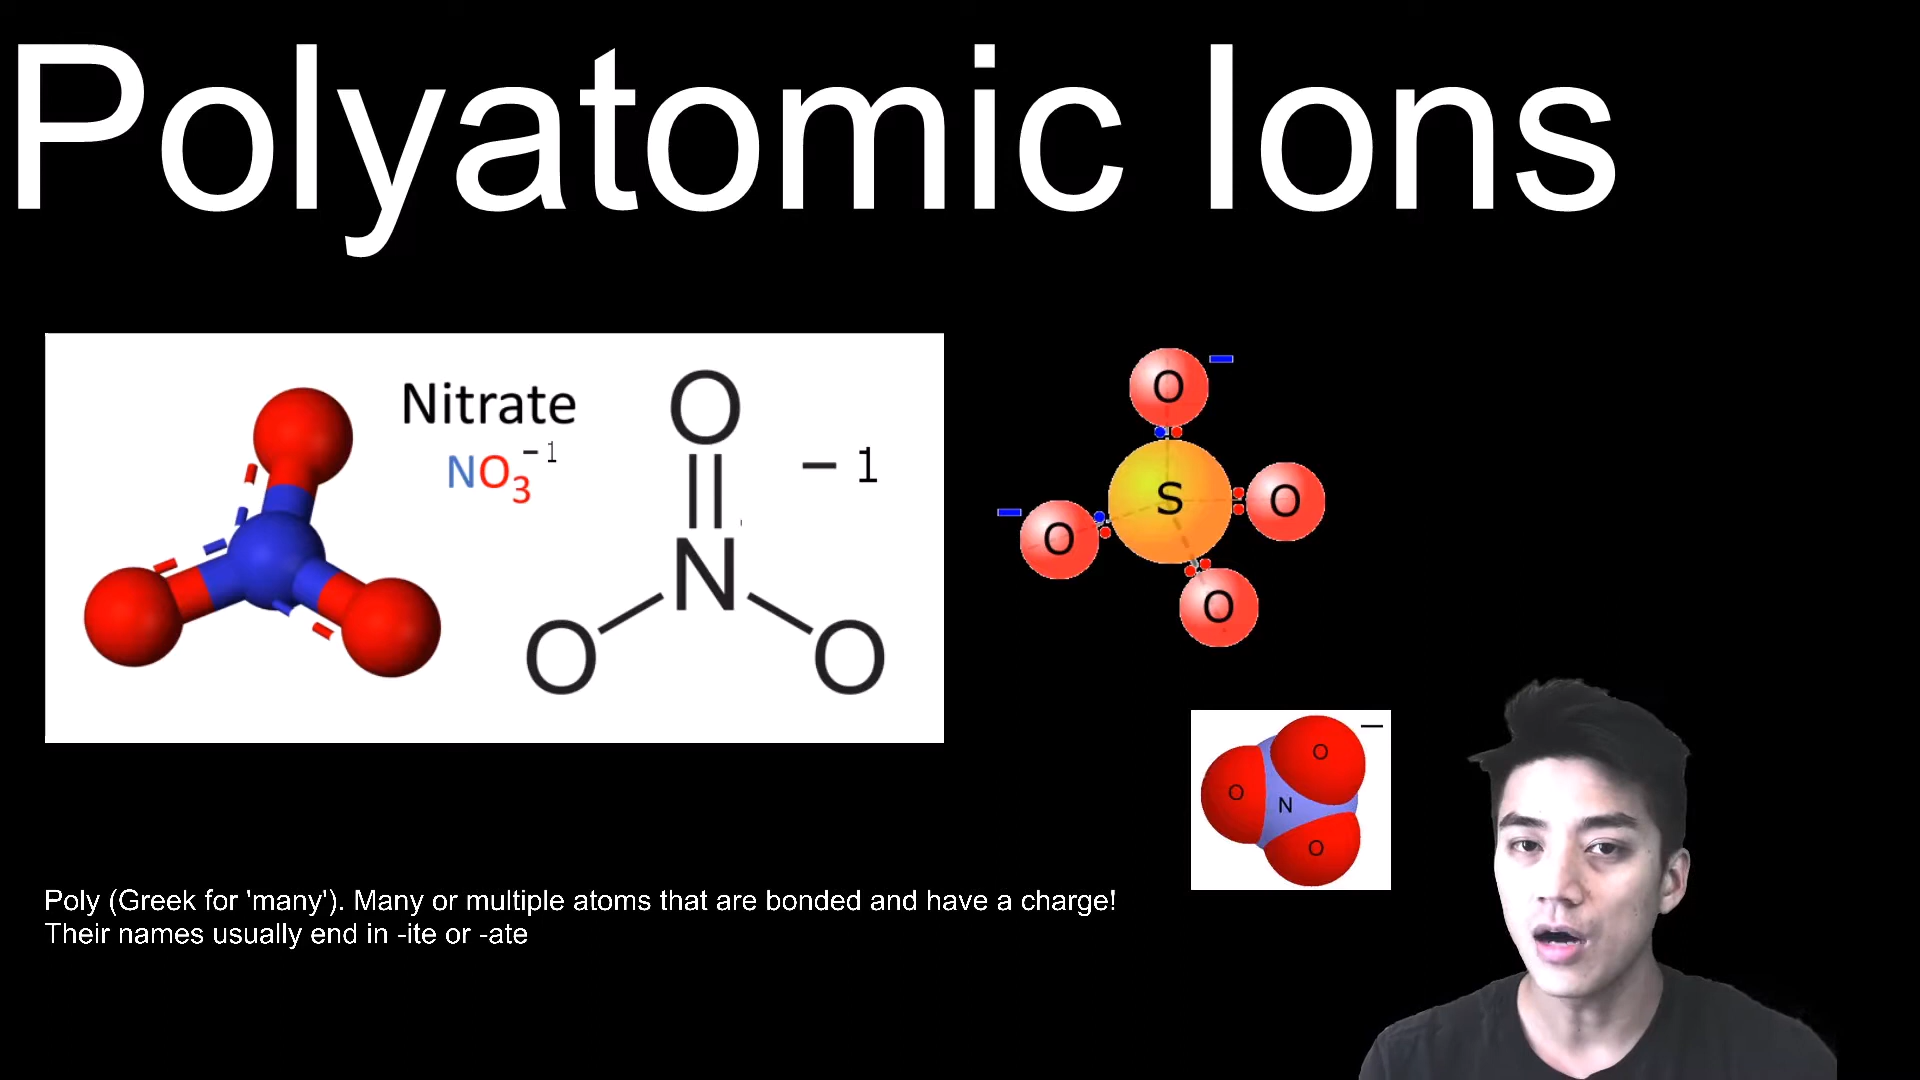 Polyatomic Ions
Nitrate
NO₃⁻¹
O
N
O
O
− 1
O
−
S
O
−
O
O
O
−
O
N
O
Poly (Greek for 'many'). Many or multiple atoms that are bonded and have a charge!
Their names usually end in -ite or -ate